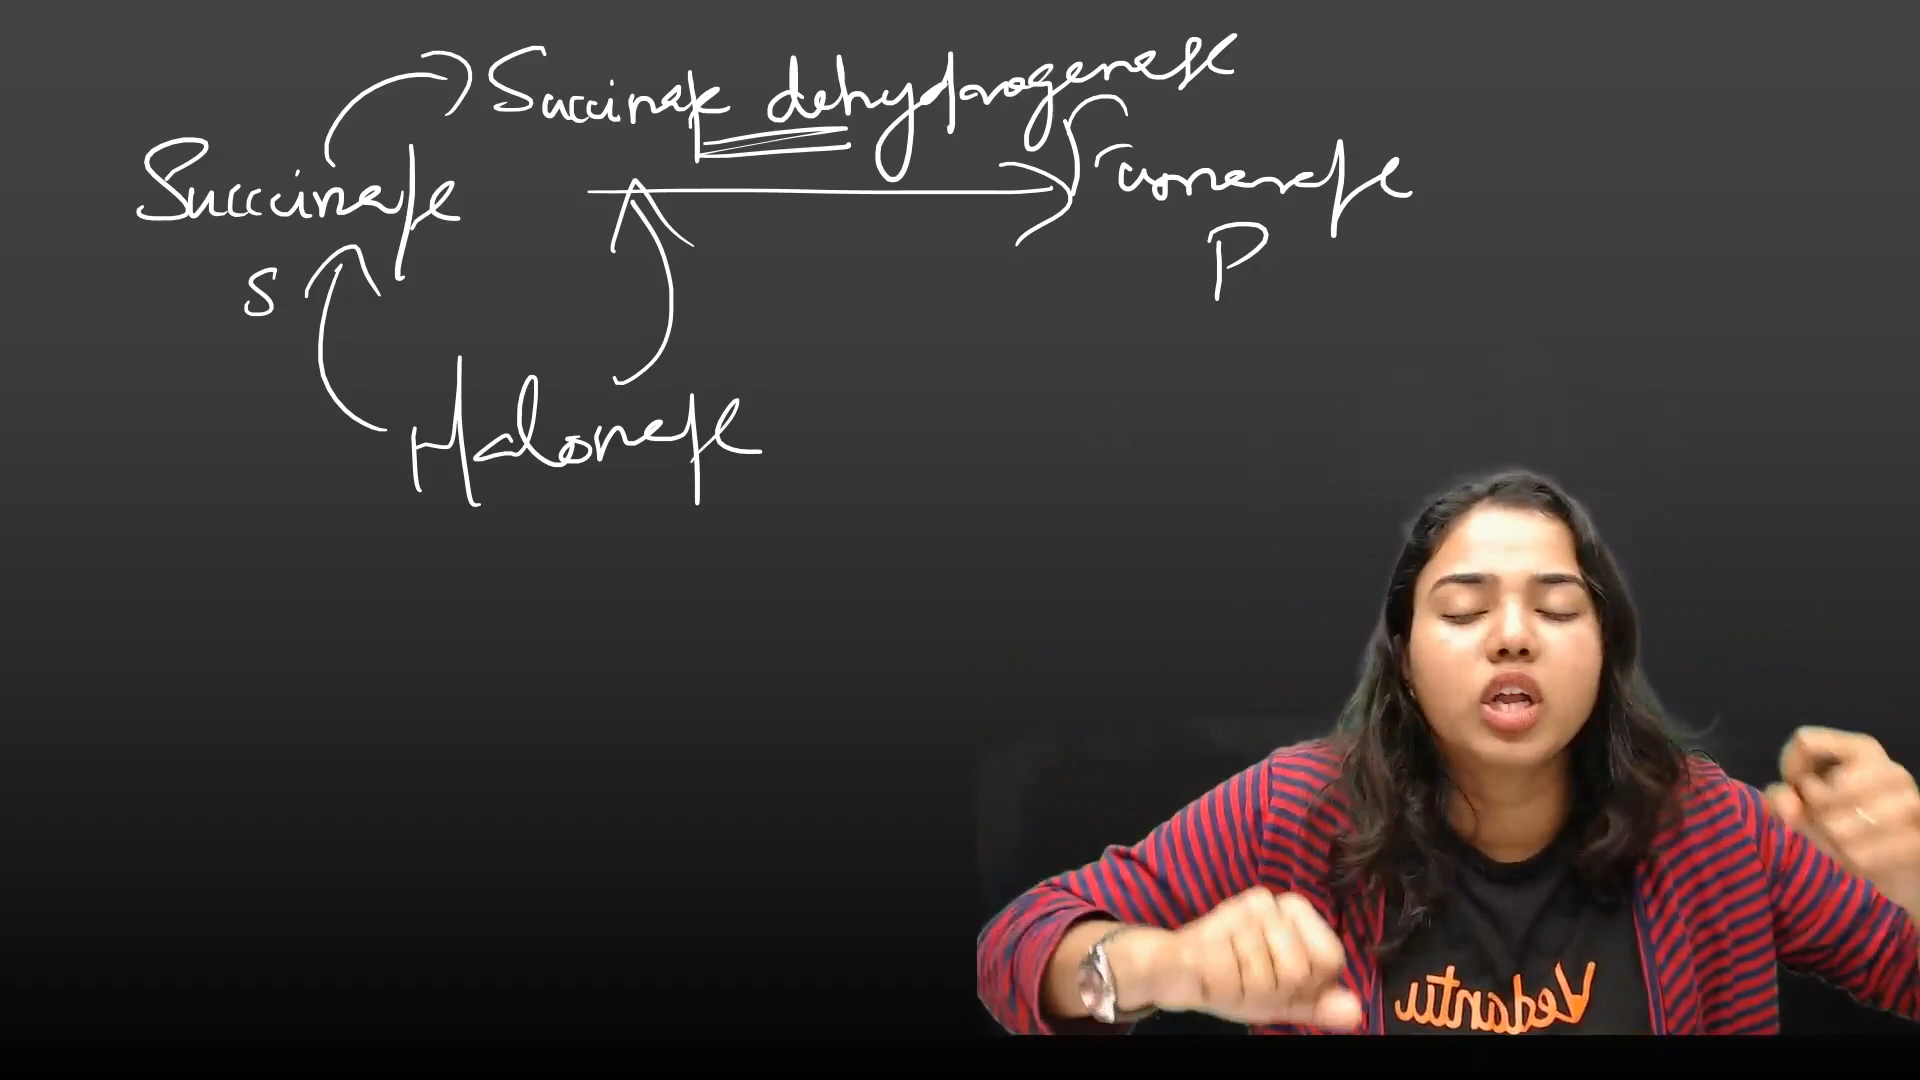 Succinate dehydrogenase
Succinate
Fumarate
S
P
Malonate
Vedantu